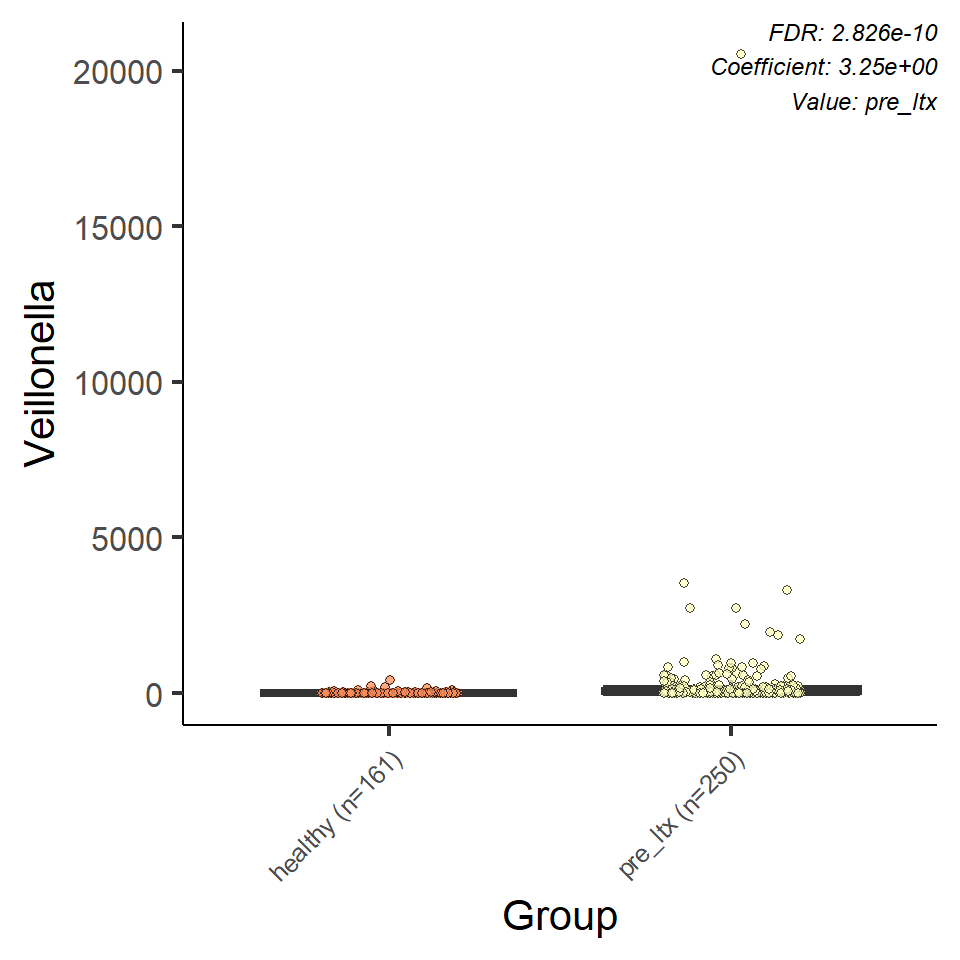 FDR: 2.826e-10
Coefficient: 3.25e+00
Value: pre_ltx
20000
15000
10000
5000
0
Veillonella
healthy (n=161)
pre_ltx (n=250)
Group